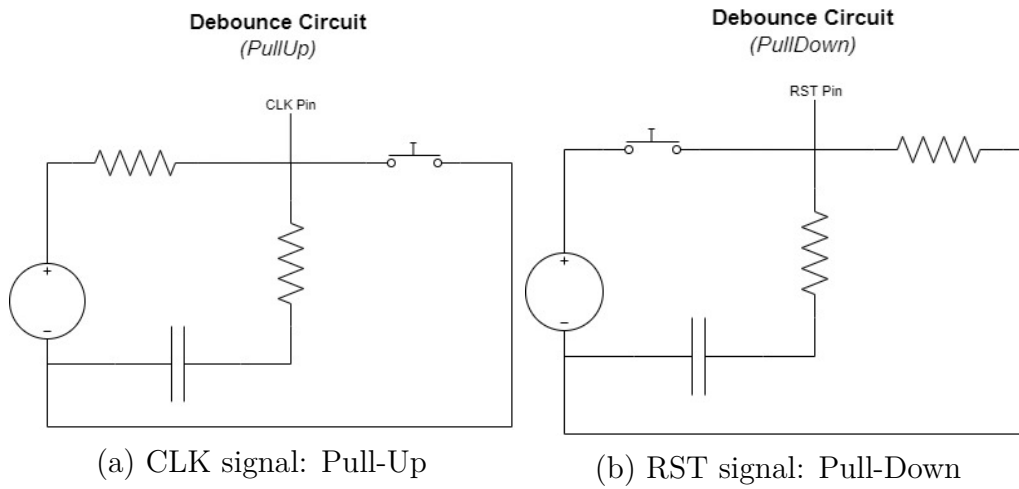 Debounce Circuit
(PullUp)
CLK Pin
+
−
(a) CLK signal: Pull-Up
Debounce Circuit
(PullDown)
RST Pin
+
−
(b) RST signal: Pull-Down